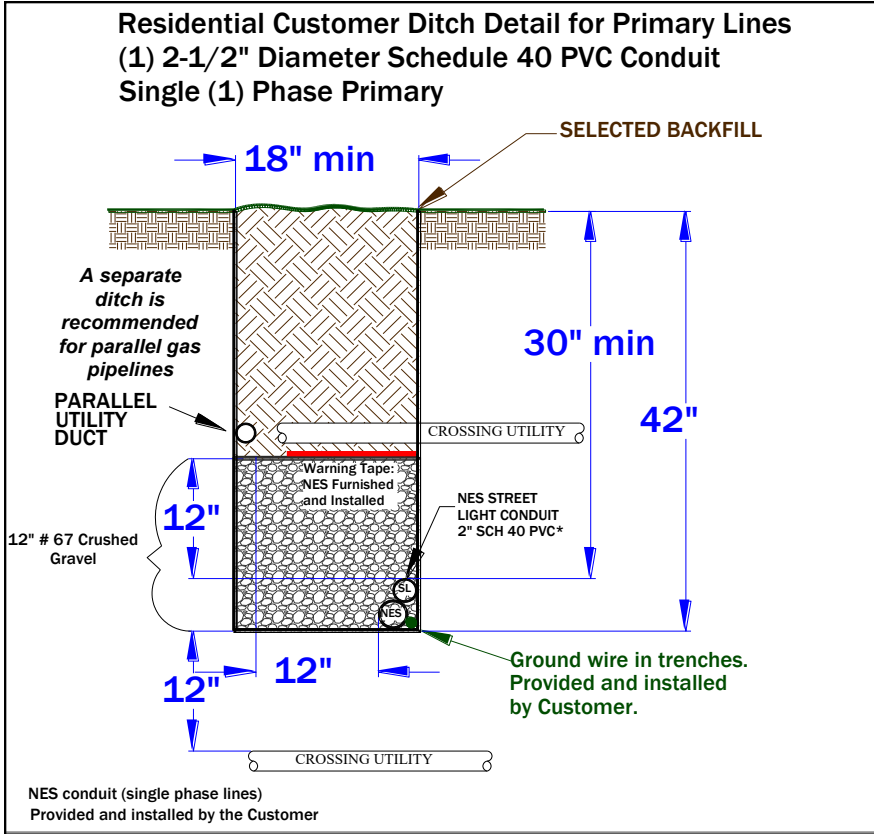 Residential Customer Ditch Detail for Primary Lines
(1) 2-1/2" Diameter Schedule 40 PVC Conduit
Single (1) Phase Primary
SELECTED BACKFILL
18" min
A separate
ditch is
recommended
for parallel gas
pipelines
30" min
PARALLEL
UTILITY
DUCT
42"
CROSSING UTILITY
Warning Tape:
NES Furnished
and Installed
NES STREET
LIGHT CONDUIT
2" SCH 40 PVC*
12"
12" # 67 Crushed
Gravel
SL
NES
Ground wire in trenches.
Provided and installed
by Customer.
12"
12"
CROSSING UTILITY
NES conduit (single phase lines)
Provided and installed by the Customer